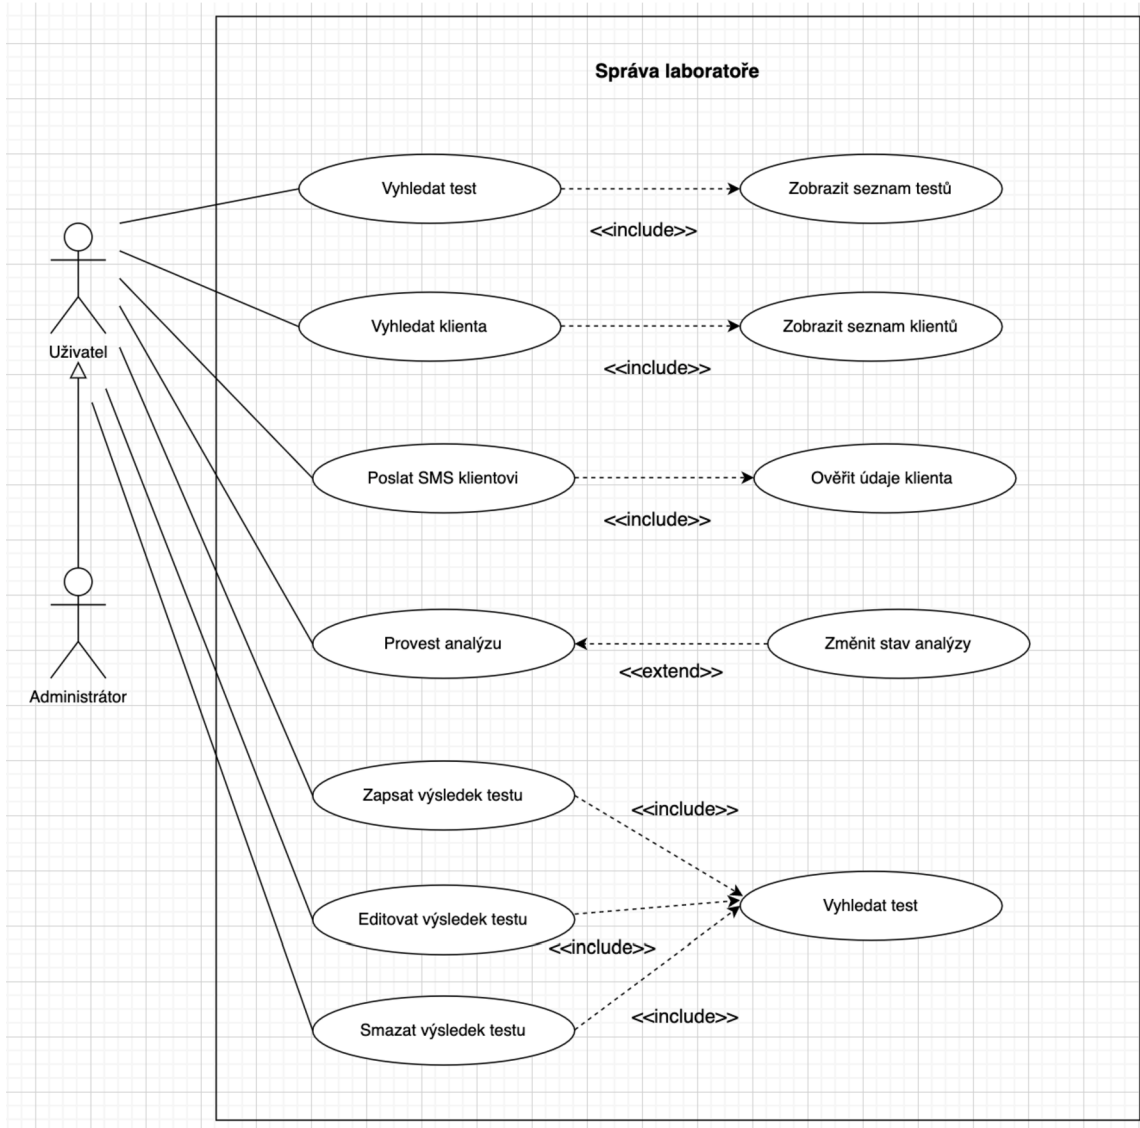 Správa laboratoře
Vyhledat test
Zobrazit seznam testů
<<include>>
Vyhledat klienta
Zobrazit seznam klientů
<<include>>
Uživatel
Poslat SMS klientovi
Ověřit údaje klienta
<<include>>
Provest analýzu
Změnit stav analýzy
<<extend>>
Administrátor
Zapsat výsledek testu
<<include>>
Editovat výsledek testu
Vyhledat test
<<include>>
Smazat výsledek testu
<<include>>